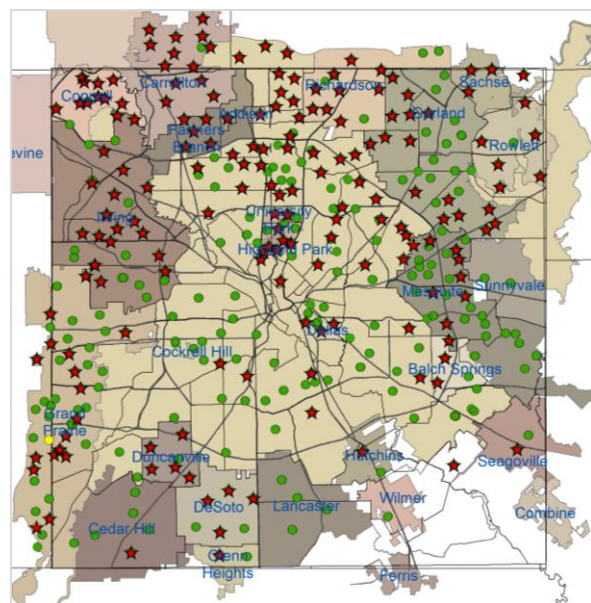 Sachse
Coppell
Carrollton
Richardson
Addison
Garland
Farmers
Branch
Rowlett
evine
Irving
University
Park
Highland Park
Mesquite
Sunnyvale
Dallas
Cockrell Hill
Balch Springs
Grand
Prairie
Duncanville
Hutchins
Seagoville
DeSoto
Lancaster
Wilmer
Cedar Hill
Combine
Glenn
Heights
Ferris